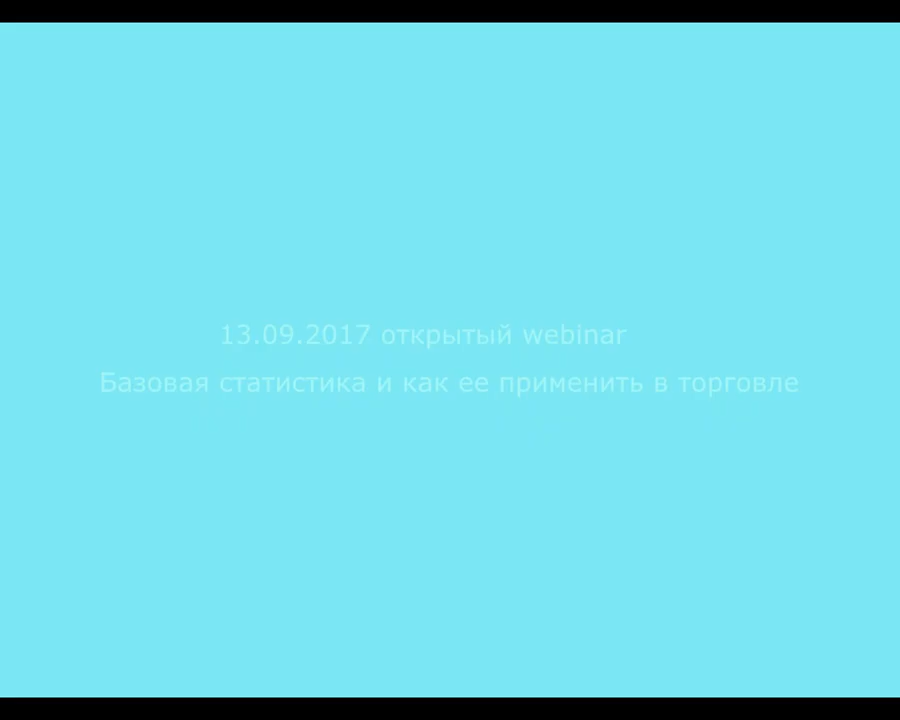 13.09.2017 открытый webinar
Базовая статистика и как ее применить в торговле